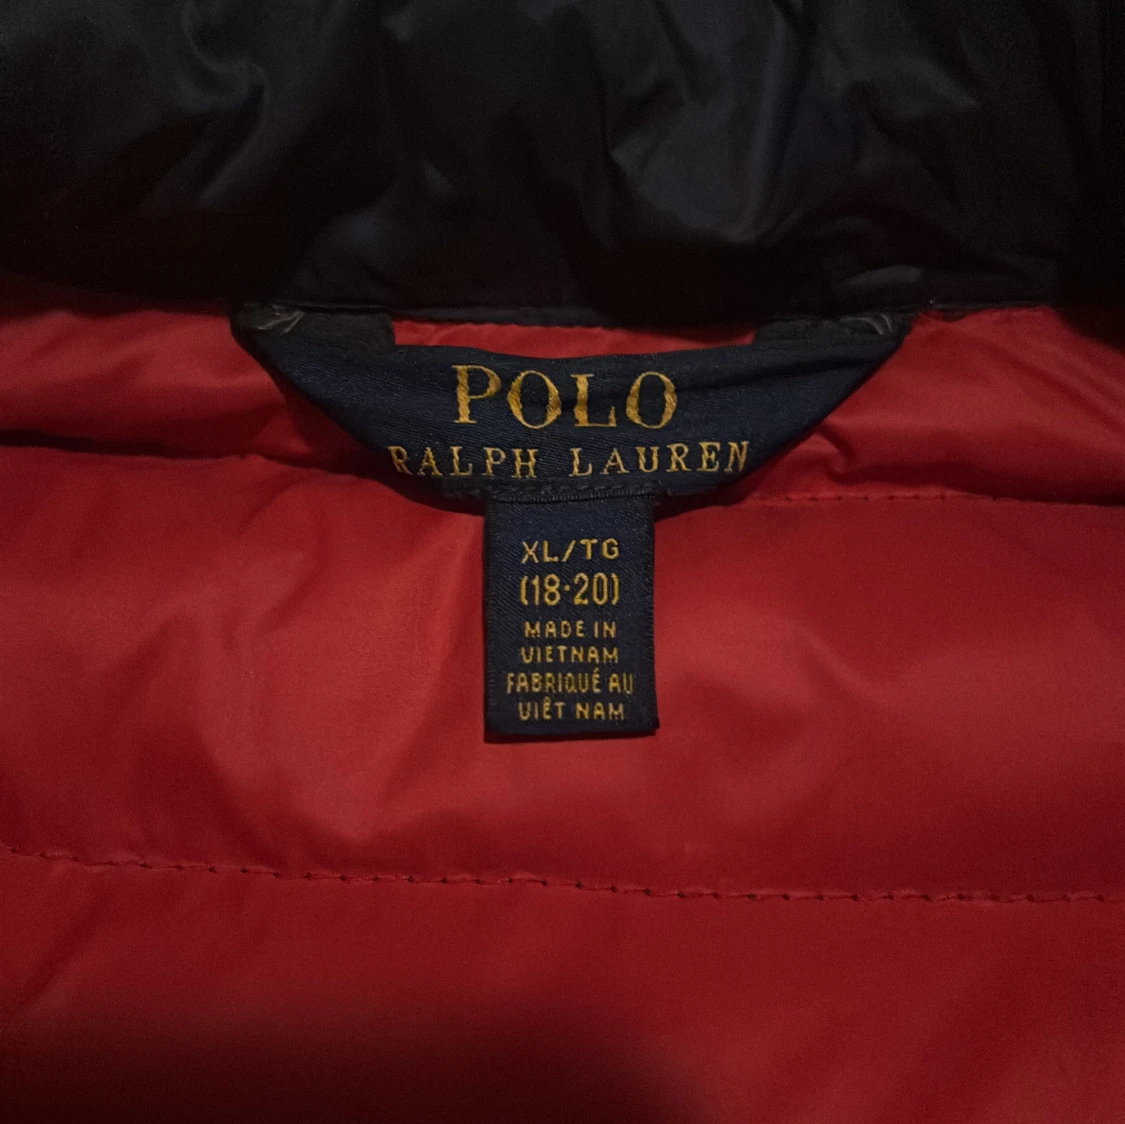 POLO
RALPH LAUREN
XL/TG
(18·20)
MADE IN
VIETNAM
FABRIQUÉ AU
VIÊT NAM